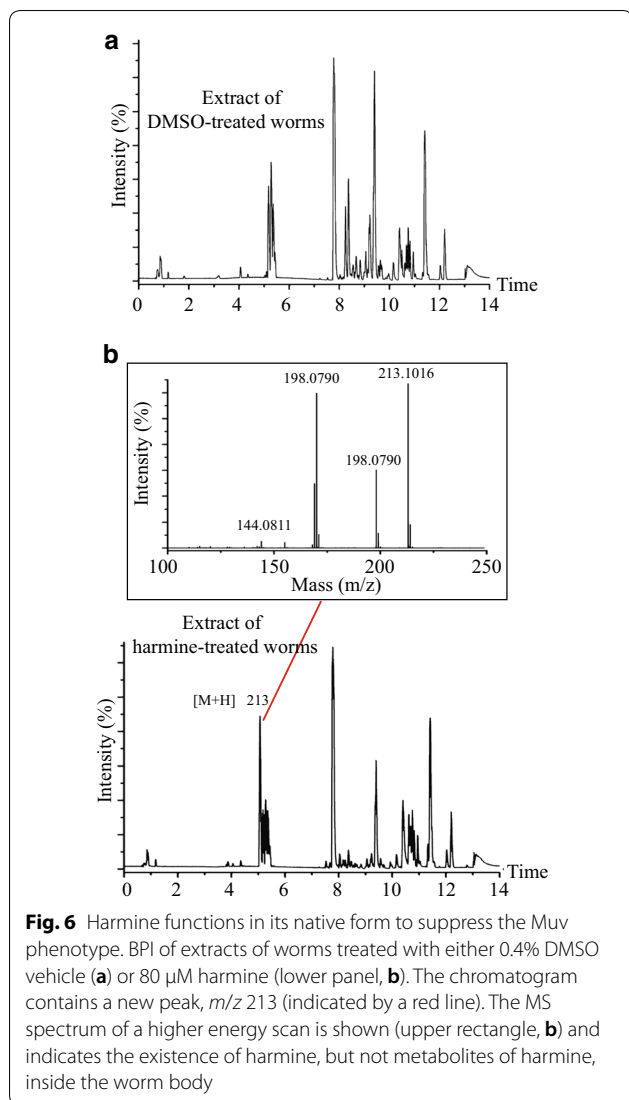 a
Intensity (%)
Extract of
DMSO-treated worms
0 2 4 6 8 10 12 14
Time
b
Intensity (%)
198.0790
213.1016
198.0790
144.0811
100 150 200 250
Mass (m/z)
Extract of
harmine-treated worms
Intensity (%)
[M+H] 213
0 2 4 6 8 10 12 14
Time
Fig. 6 Harmine functions in its native form to suppress the Muv
phenotype. BPI of extracts of worms treated with either 0.4% DMSO
vehicle (a) or 80 µM harmine (lower panel, b). The chromatogram
contains a new peak, m/z 213 (indicated by a red line). The MS
spectrum of a higher energy scan is shown (upper rectangle, b) and
indicates the existence of harmine, but not metabolites of harmine,
inside the worm body